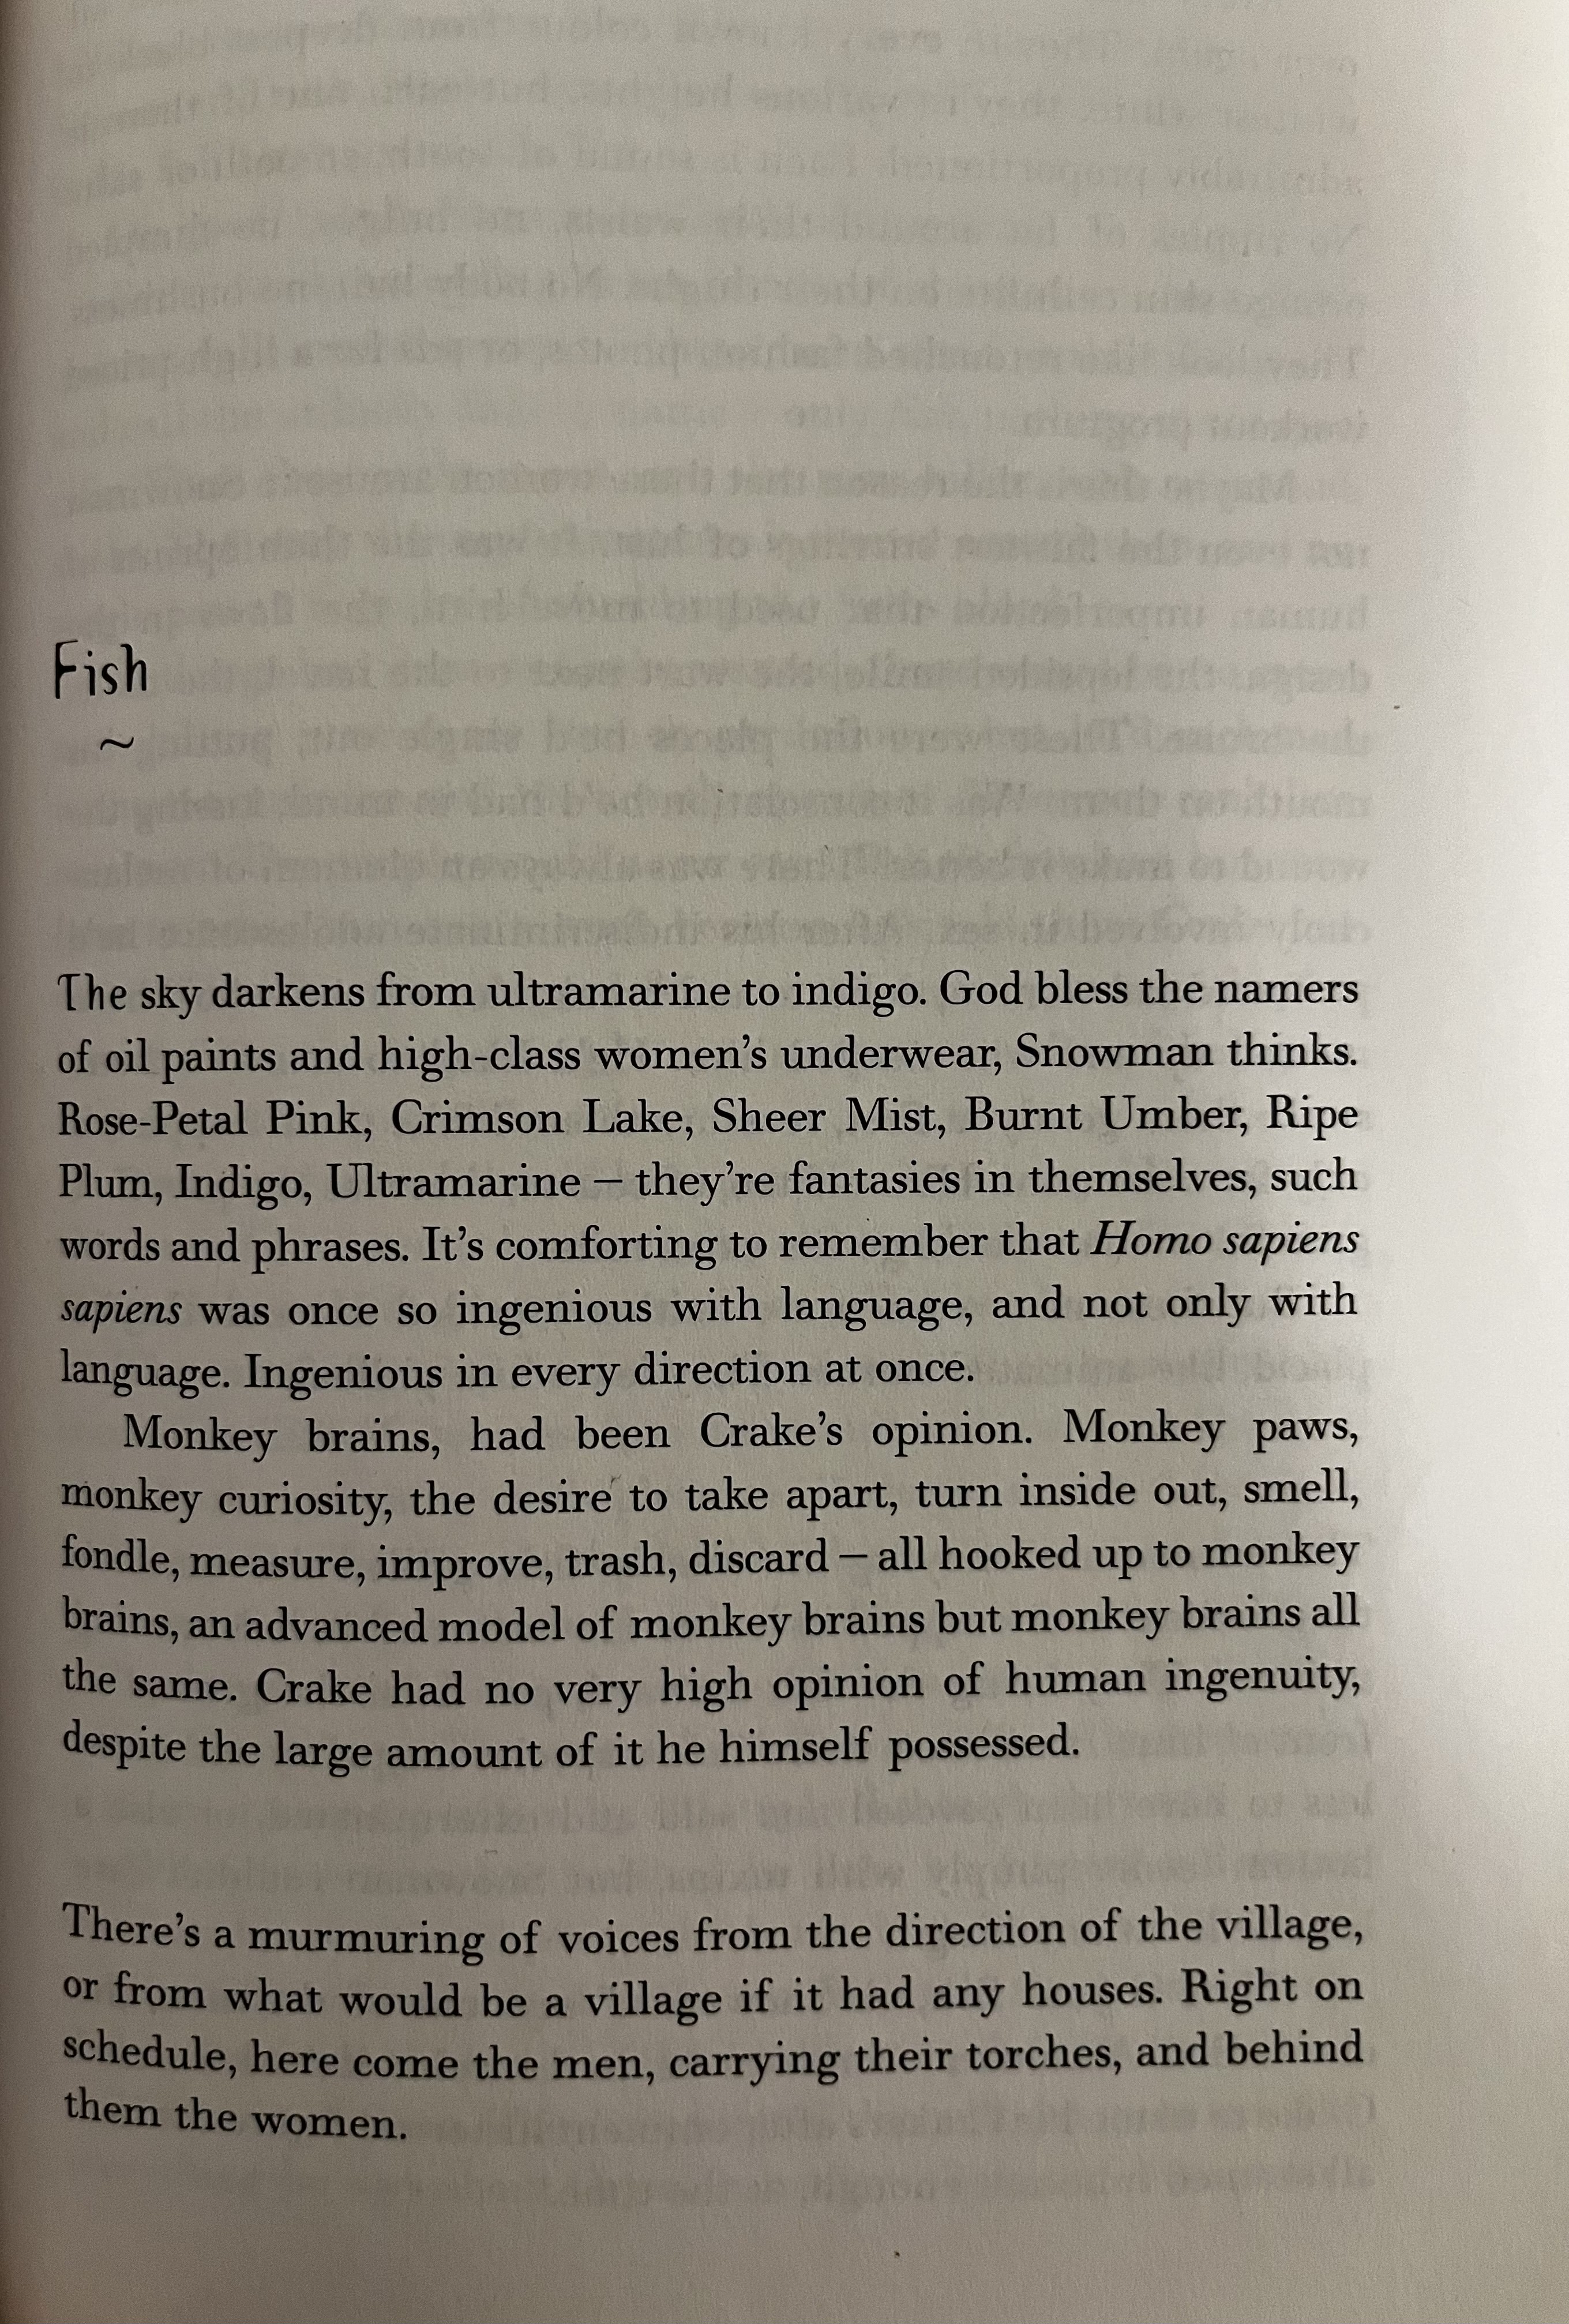 Fish
~
The sky darkens from ultramarine to indigo. God bless the namers
of oil paints and high-class women's underwear, Snowman thinks.
Rose-Petal Pink, Crimson Lake, Sheer Mist, Burnt Umber, Ripe
Plum, Indigo, Ultramarine – they're fantasies in themselves, such
words and phrases. It's comforting to remember that Homo sapiens
sapiens was once so ingenious with language, and not only with
language. Ingenious in every direction at once.
Monkey brains, had been Crake's opinion. Monkey paws,
monkey curiosity, the desire to take apart, turn inside out, smell,
fondle, measure, improve, trash, discard – all hooked up to monkey
brains, an advanced model of monkey brains but monkey brains all
the same. Crake had no very high opinion of human ingenuity,
despite the large amount of it he himself possessed.
There's a murmuring of voices from the direction of the village,
or from what would be a village if it had any houses. Right on
schedule, here come the men, carrying their torches, and behind
them the women.